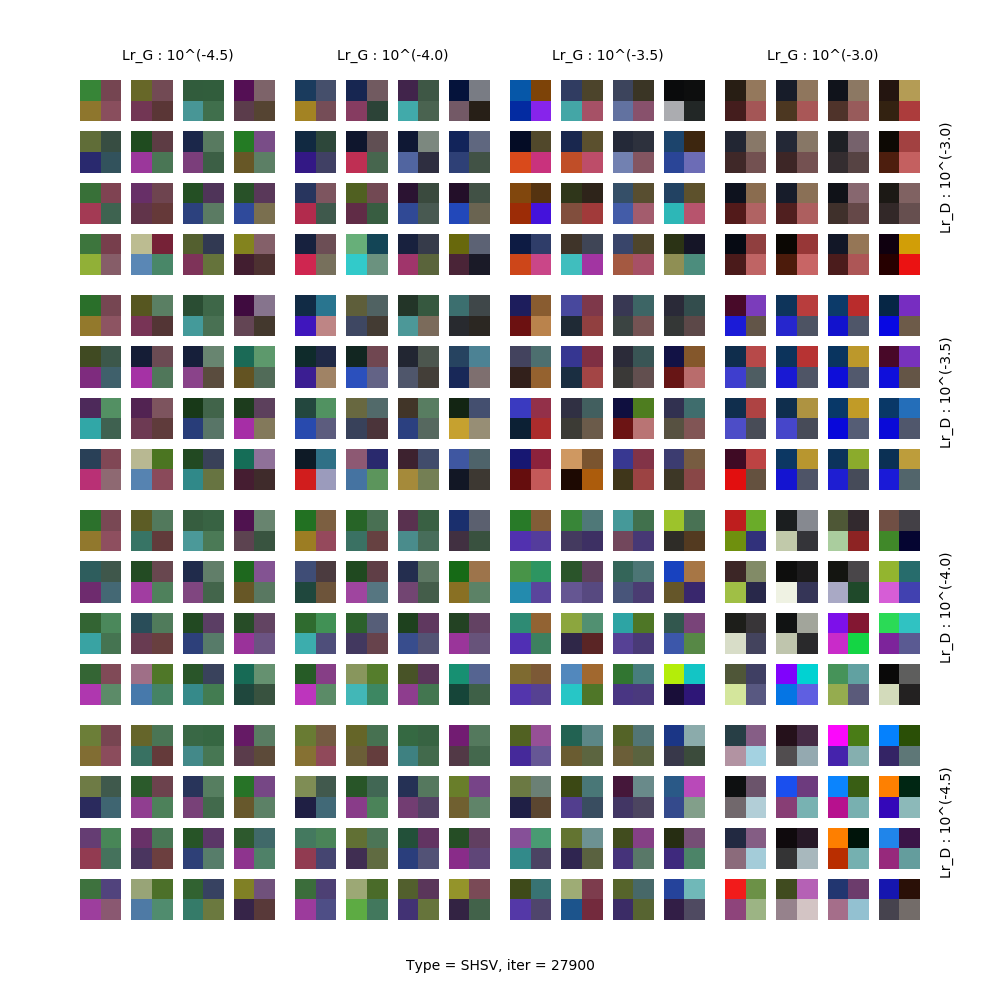 Lr_G : 10^(-4.5)
Lr_G : 10^(-4.0)
Lr_G : 10^(-3.5)
Lr_G : 10^(-3.0)
Lr_D : 10^(-3.0)
Lr_D : 10^(-3.5)
Lr_D : 10^(-4.0)
Lr_D : 10^(-4.5)
Type = SHSV, iter = 27900